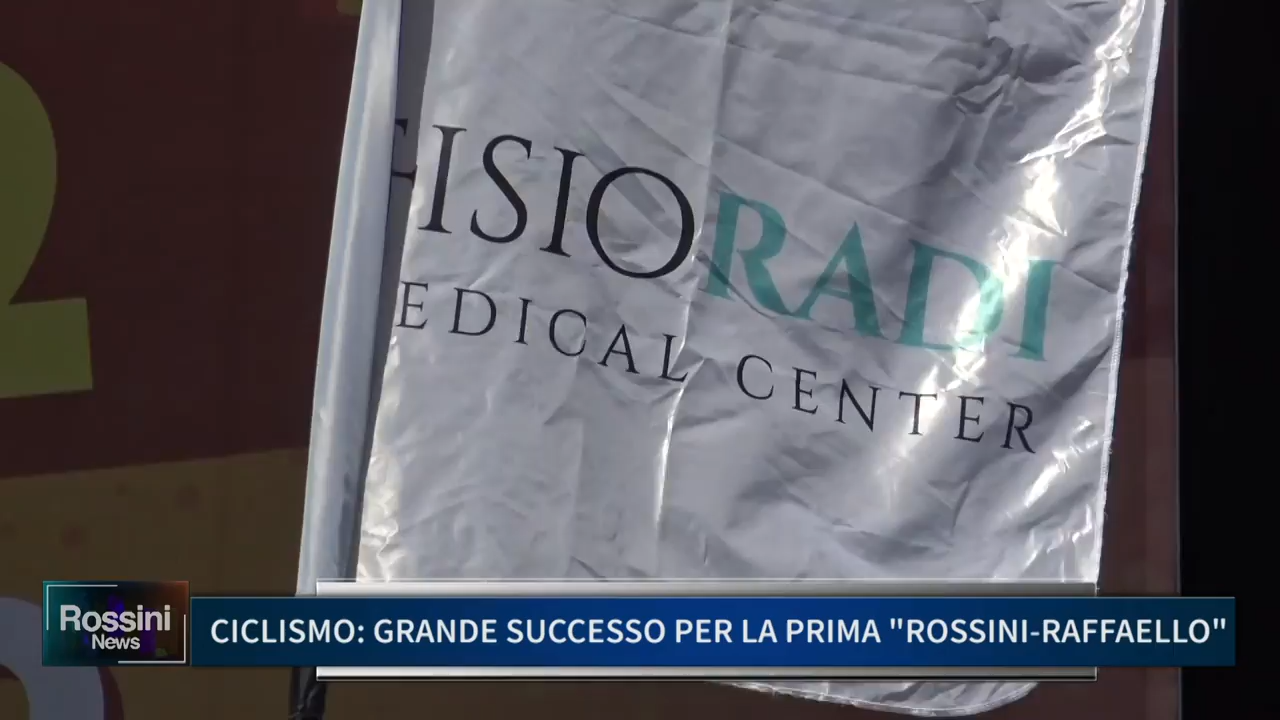 FISIORADI
EDICAL CENTER
Rossini
News
CICLISMO: GRANDE SUCCESSO PER LA PRIMA "ROSSINI-RAFFAELLO"